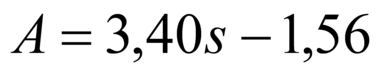 A = 3,40s − 1,56